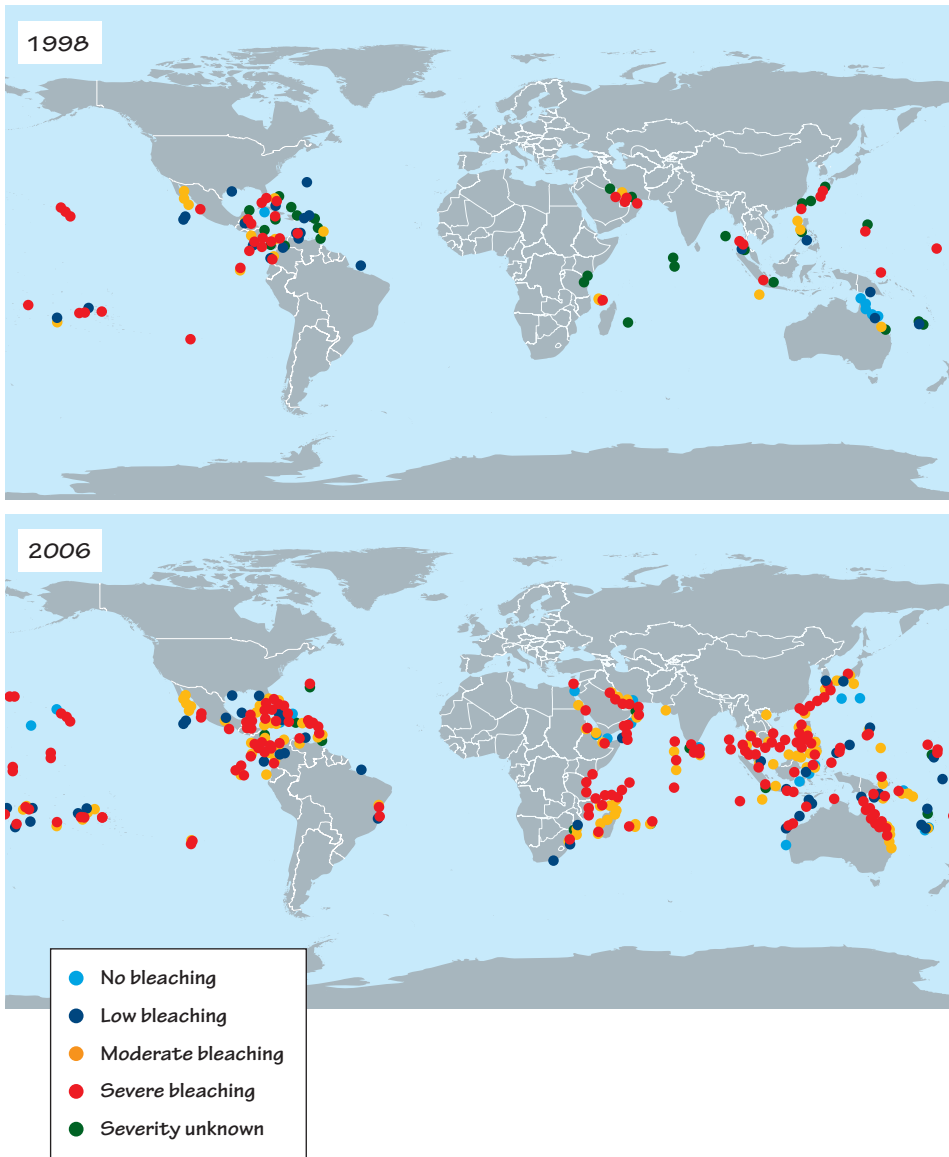 1998
2006
No bleaching
Low bleaching
Moderate bleaching
Severe bleaching
Severity unknown